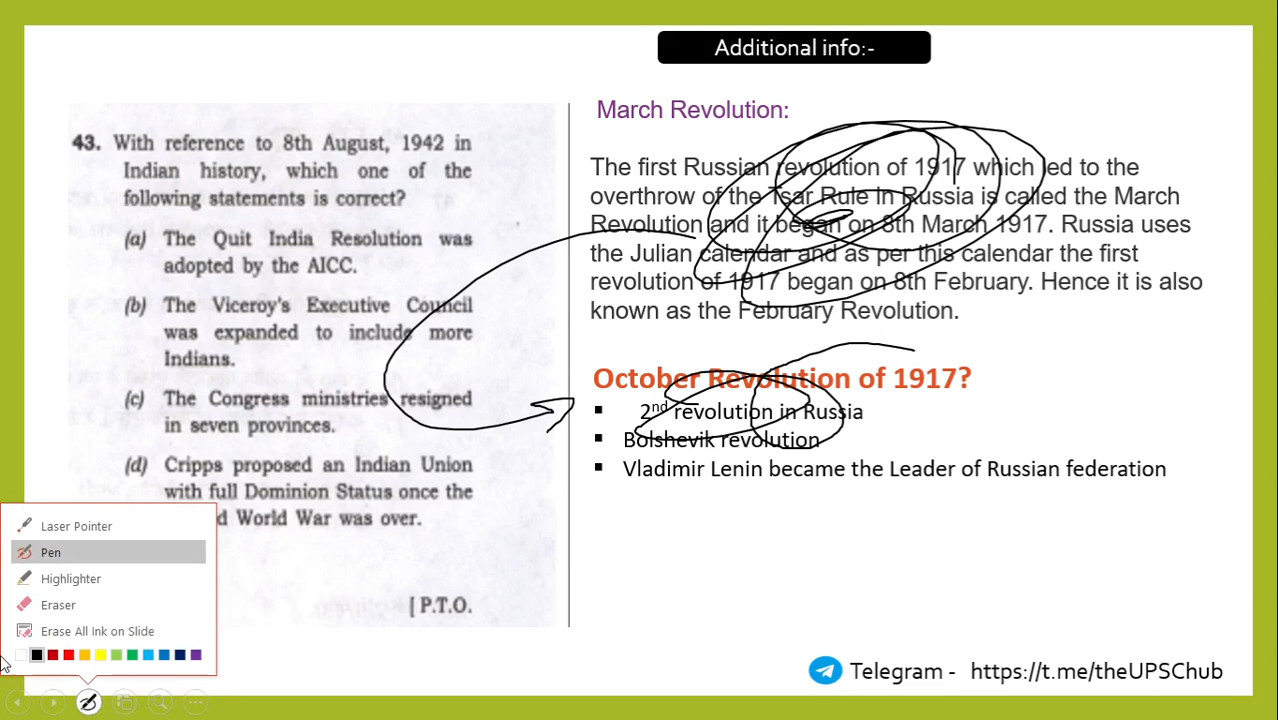 Additional info:-
43. With reference to 8th August, 1942 in
Indian history, which one of the
following statements is correct?
(a) The Quit India Resolution was
adopted by the AICC.
(b) The Viceroy's Executive Council
was expanded to include more
Indians.
(c) The Congress ministries resigned
in seven provinces.
(d) Cripps proposed an Indian Union
with full Dominion Status once the
d World War was over.
[ P.T.O.
March Revolution:
The first Russian revolution of 1917 which led to the
overthrow of the Tsar Rule in Russia is called the March
Revolution and it began on 8th March 1917. Russia uses
the Julian calendar and as per this calendar the first
revolution of 1917 began on 8th February. Hence it is also
known as the February Revolution.
October Revolution of 1917?
▪ 2nd revolution in Russia
▪ Bolshevik revolution
▪ Vladimir Lenin became the Leader of Russian federation
Laser Pointer
Pen
Highlighter
Eraser
Erase All Ink on Slide
Telegram - https://t.me/theUPSChub